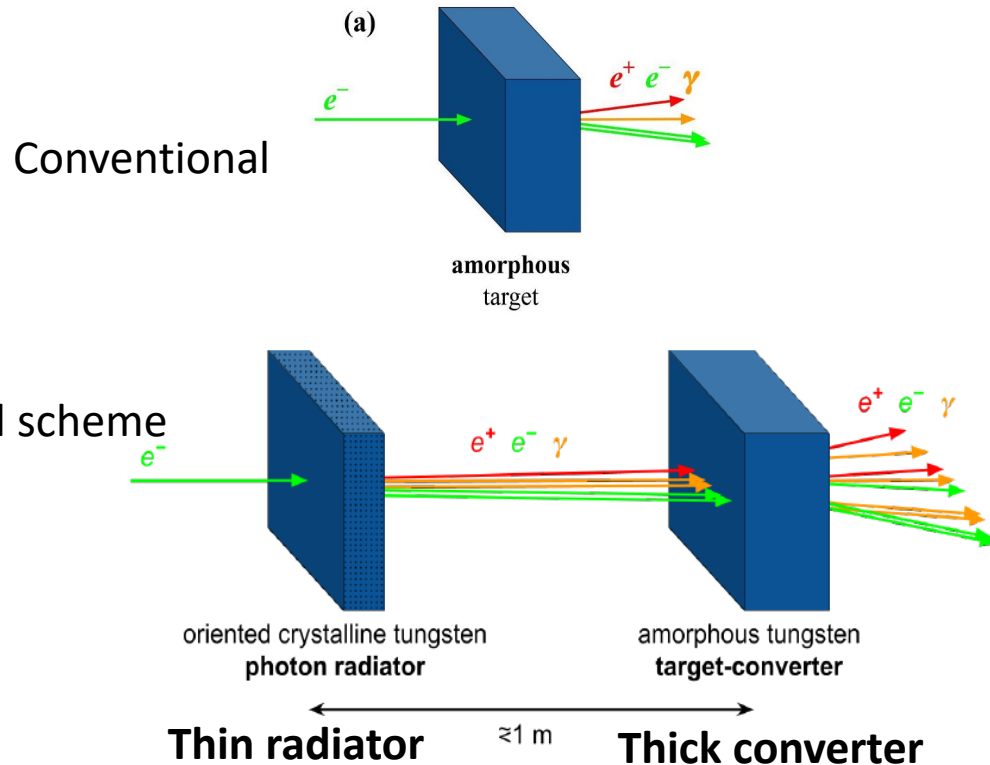 (a)
e⁺ e⁻ γ
e⁻
Conventional
amorphous
target
scheme
e⁺ e⁻ γ
e⁺ e⁻ γ
e⁻
oriented crystalline tungsten
photon radiator
amorphous tungsten
target-converter
≳1 m
Thin radiator
Thick converter